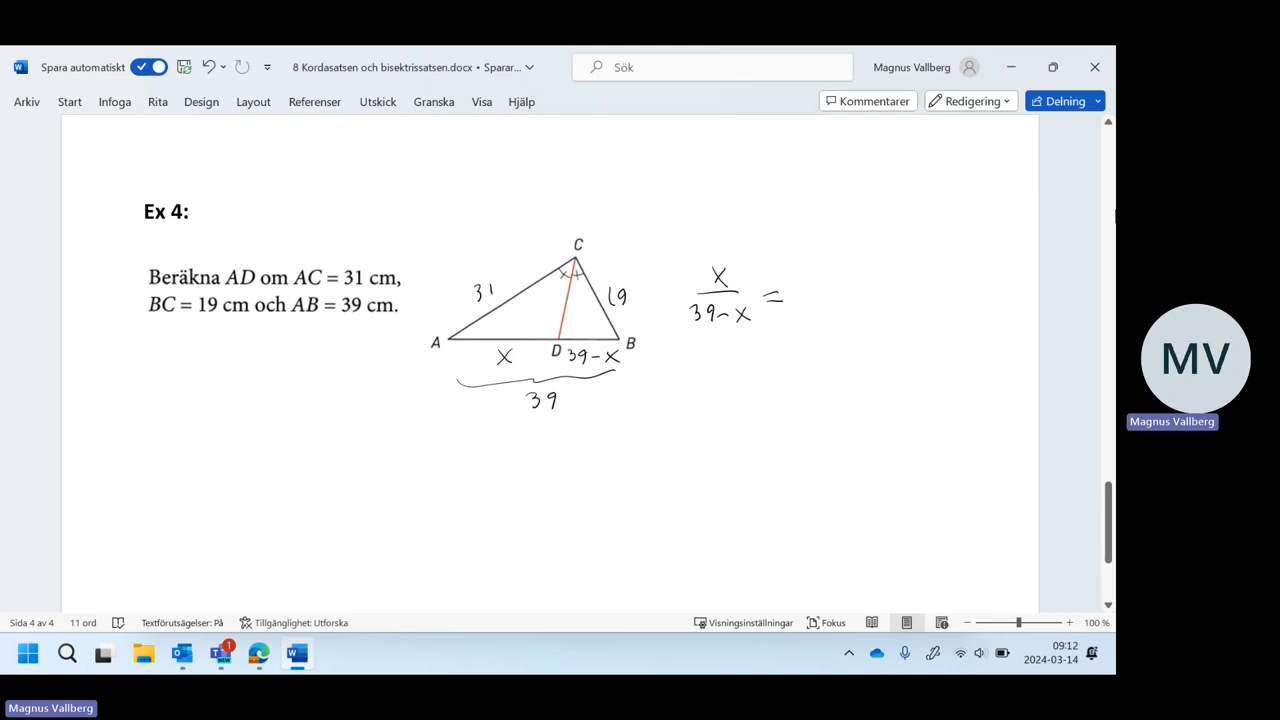 Spara automatiskt
8 Kordasatsen och bisektrissatsen.docx • Sparar...
Sök
Magnus Vallberg
Arkiv Start Infoga Rita Design Layout Referenser Utskick Granska Visa Hjälp
Kommentarer Redigering Delning
Ex 4:
Beräkna AD om AC = 31 cm,
BC = 19 cm och AB = 39 cm.
C
31
19
A
D
B
x
39-x
39
x
39-x
=
MV
Magnus Vallberg
Sida 4 av 4 11 ord Textförutsägelser: På Tillgänglighet: Utforska Visningsinställningar Fokus 100 %
1
NEW
09:12
2024-03-14
Magnus Vallberg